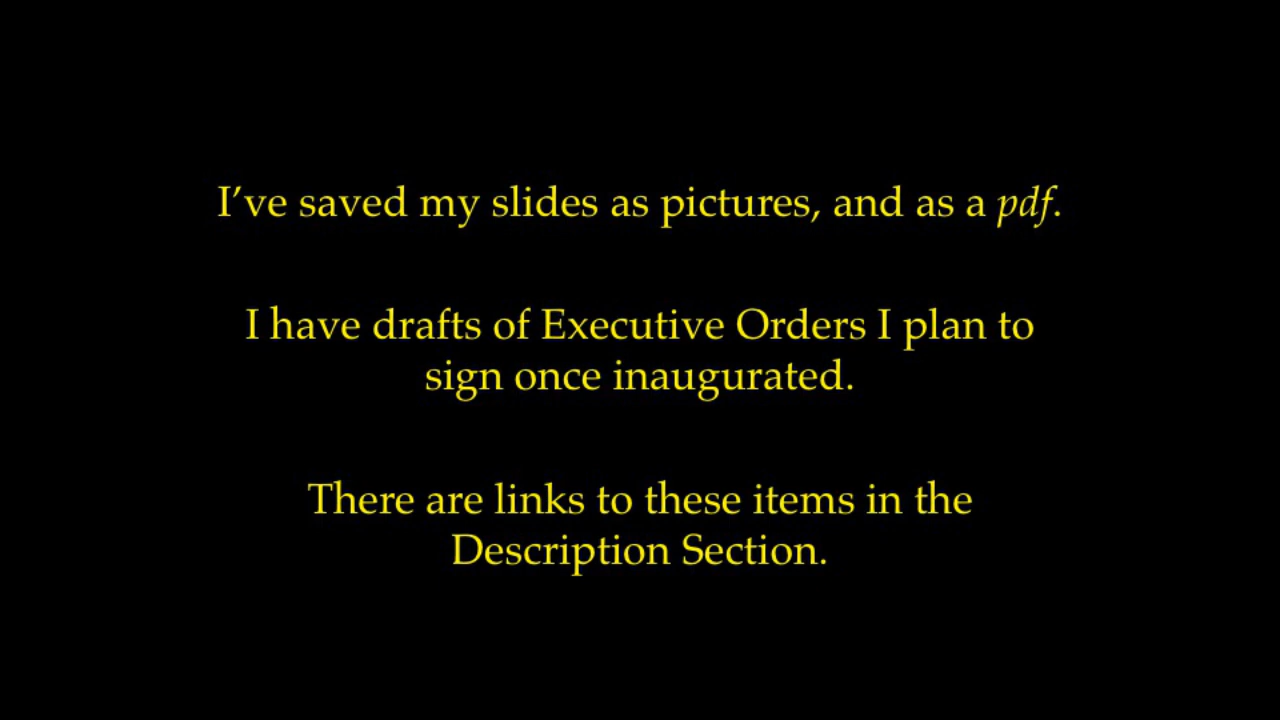 I’ve saved my slides as pictures, and as a pdf.
I have drafts of Executive Orders I plan to
sign once inaugurated.
There are links to these items in the
Description Section.